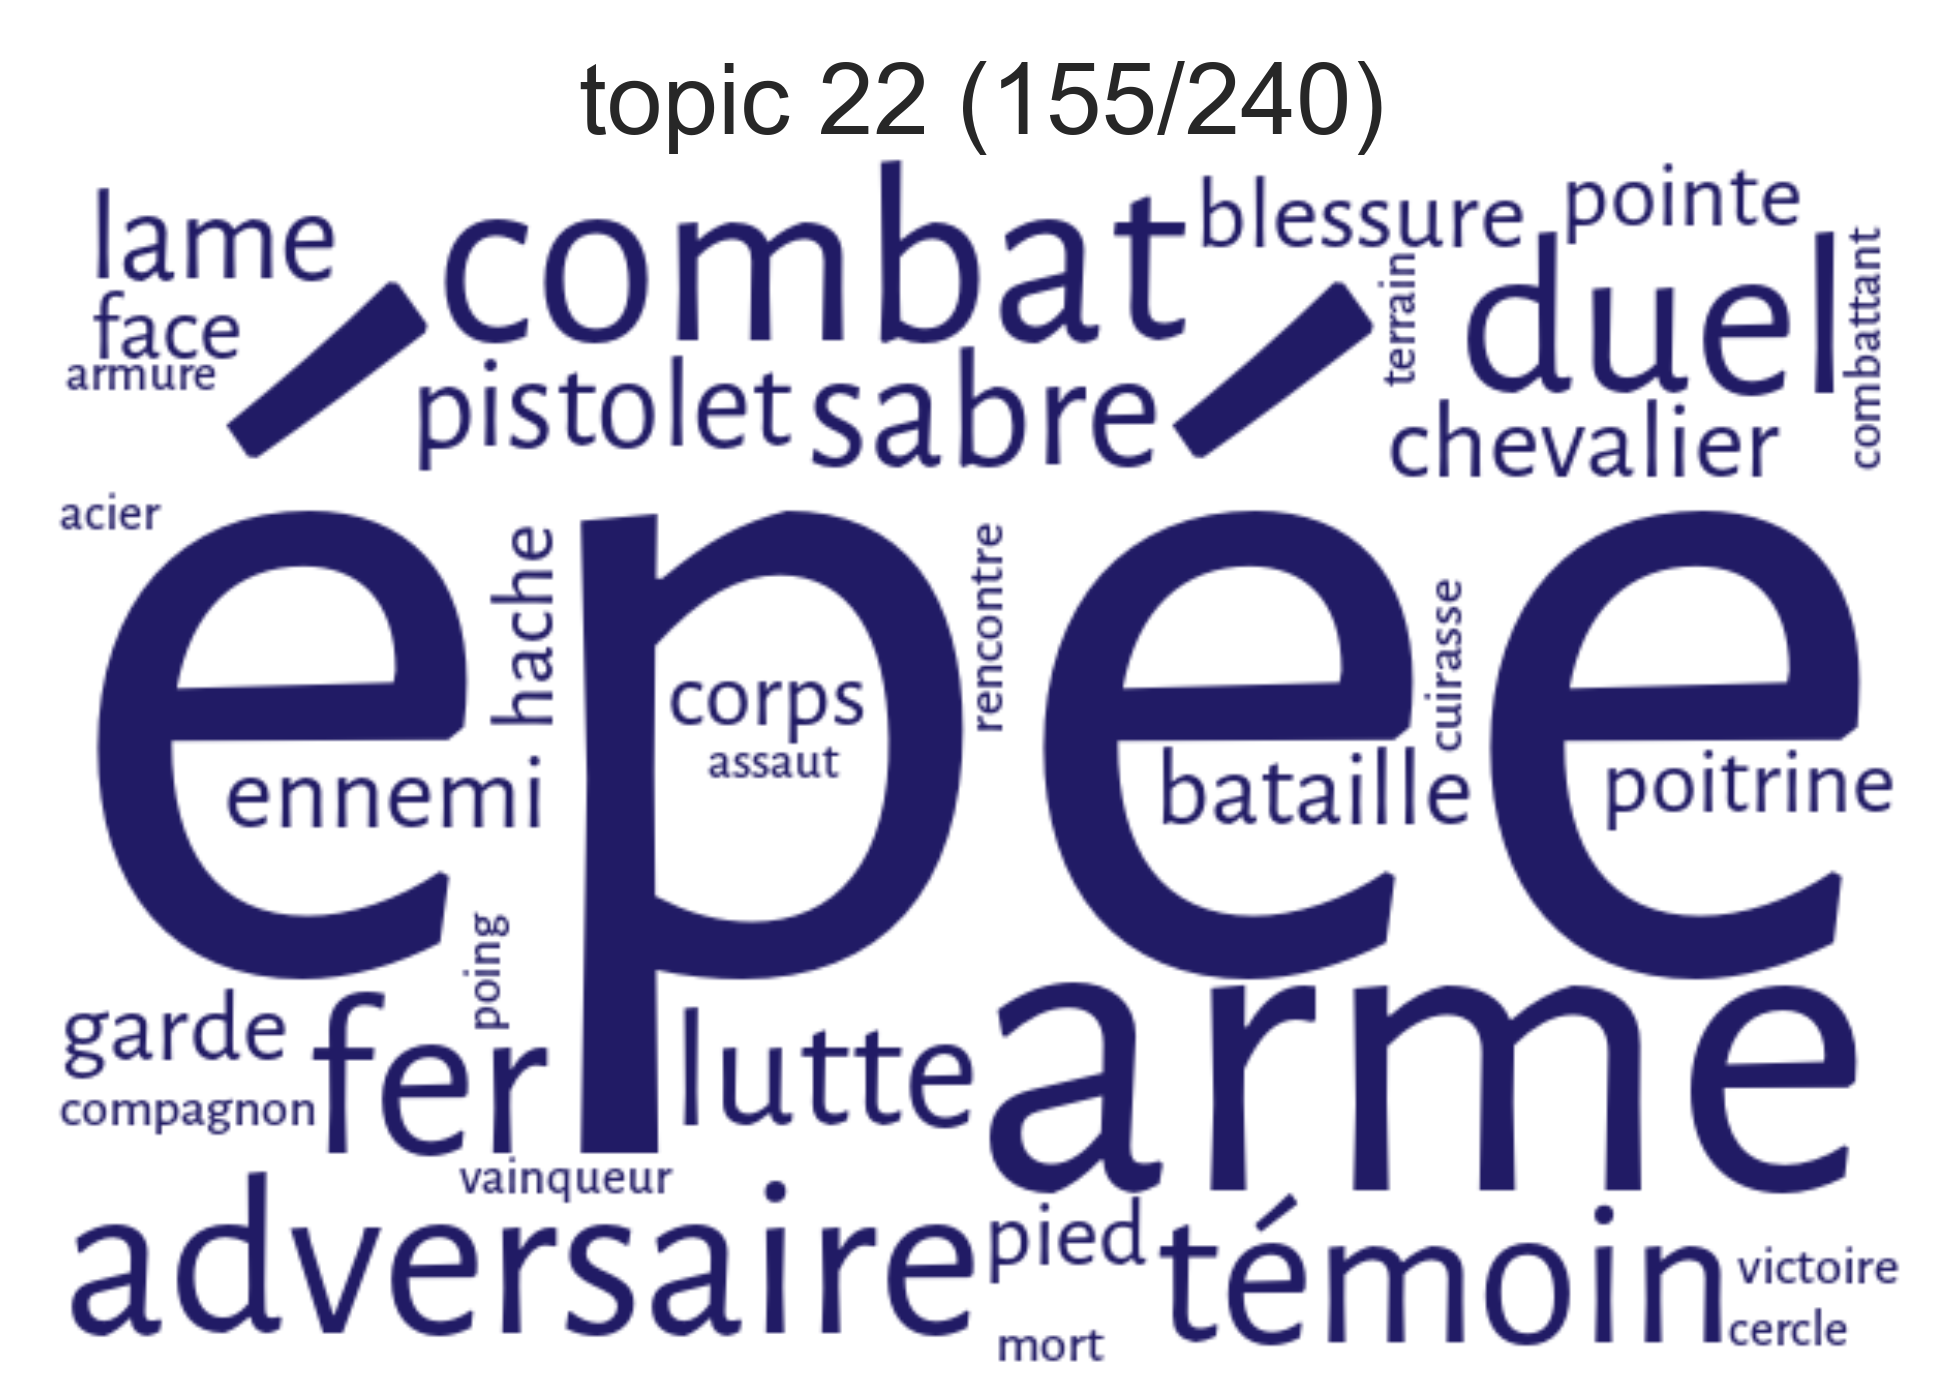 topic 22 (155/240)
lame
combat
blessure
pointe
face
armure
pistolet
sabre
terrain
duel
combattant
chevalier
acier
épée
hache
corps
assaut
rencontre
cuirasse
ennemi
bataille
poitrine
poing
garde
fer
lutte
arme
compagnon
vainqueur
adversaire
pied
témoin
victoire
cercle
mort